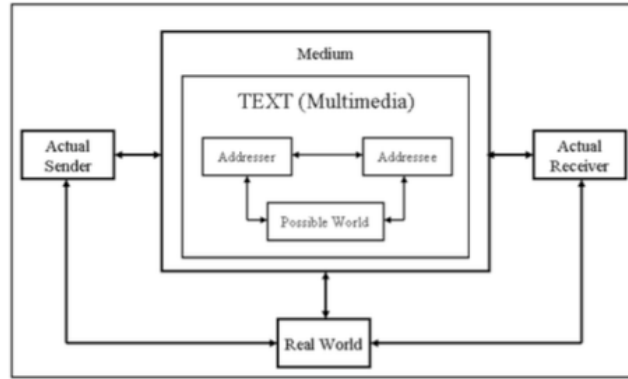 Medium
TEXT (Multimedia)
Actual
Sender
Addresser
Addressee
Actual
Receiver
Possible World
Real World